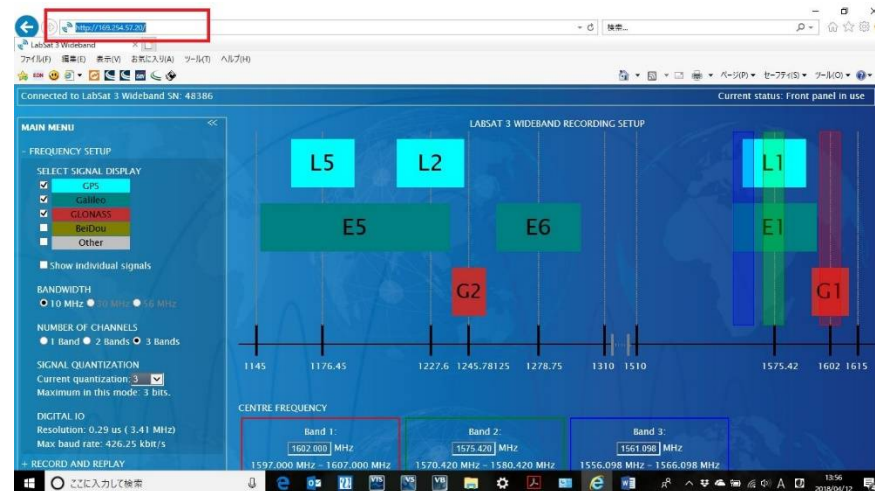 http://169.254.57.20/
検索...
LabSat 3 Wideband
ファイル(F) 編集(E) 表示(V) お気に入り(A) ツール(T) ヘルプ(H)
ページ(P) セーフティ(S) ツール(O)
Connected to LabSat 3 Wideband SN: 48386
Current status: Front panel in use
MAIN MENU
<<
LABSAT 3 WIDEBAND RECORDING SETUP
- FREQUENCY SETUP
SELECT SIGNAL DISPLAY
GPS
Galileo
GLONASS
BeiDou
Other
Show individual signals
BANDWIDTH
10 MHz 30 MHz 56 MHz
NUMBER OF CHANNELS
1 Band 2 Bands 3 Bands
SIGNAL QUANTIZATION
Current quantization: 3
Maximum in this mode: 3 bits.
DIGITAL IO
Resolution: 0.29 us ( 3.41 MHz)
Max baud rate: 426.25 kbit/s
+ RECORD AND REPLAY
L5 L2 L1
E5 E6 E1
G2 G1
1145 1176.45 1227.6 1245.78125 1278.75 1310 1510 1575.42 1602 1615
CENTRE FREQUENCY
Band 1: Band 2: Band 3:
1602.000 MHz 1575.420 MHz 1561.098 MHz
1597.000 MHz - 1607.000 MHz 1570.420 MHz - 1580.420 MHz 1556.098 MHz - 1566.098 MHz
ここに入力して検索
13:56
2018/04/12